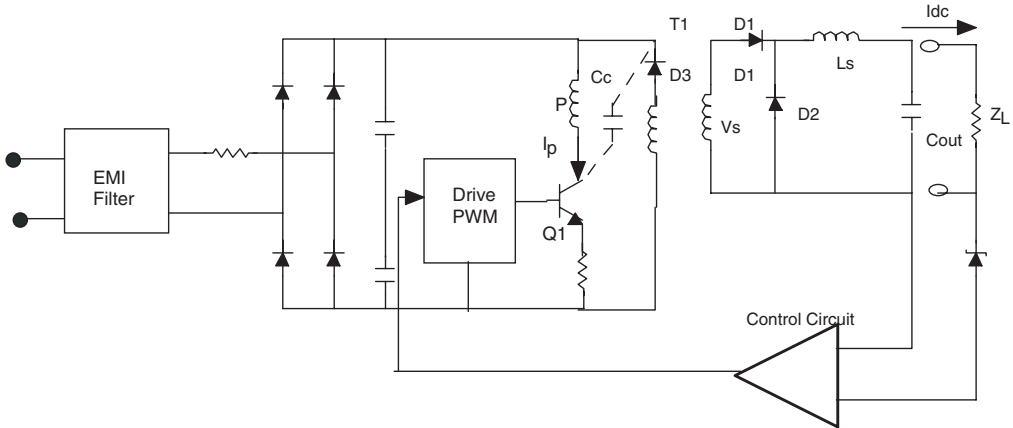 Idc
T1
D1
Cc
D3
D1
Ls
P
Vs
D2
ZL
Ip
Cout
EMI
Filter
Drive
PWM
Q1
Control Circuit